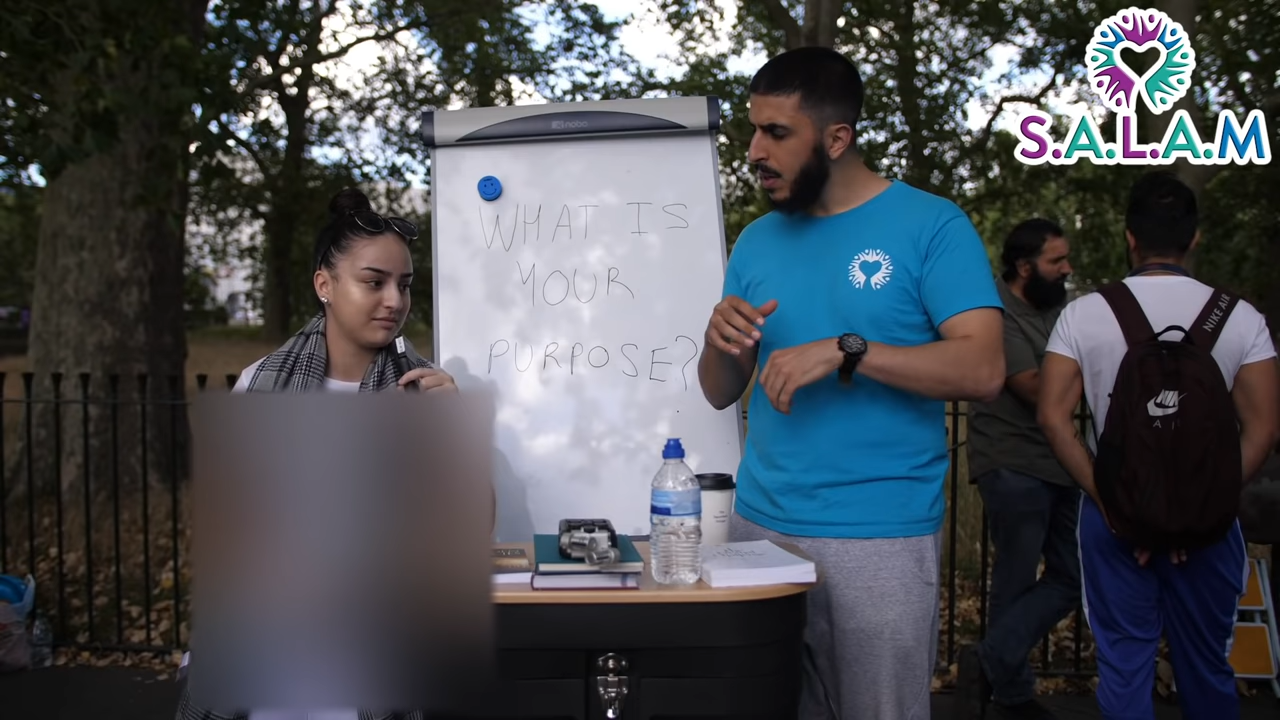 S.A.L.A.M
nobo
WHAT IS
YOUR
PURPOSE?
NIKE AIR
AIR